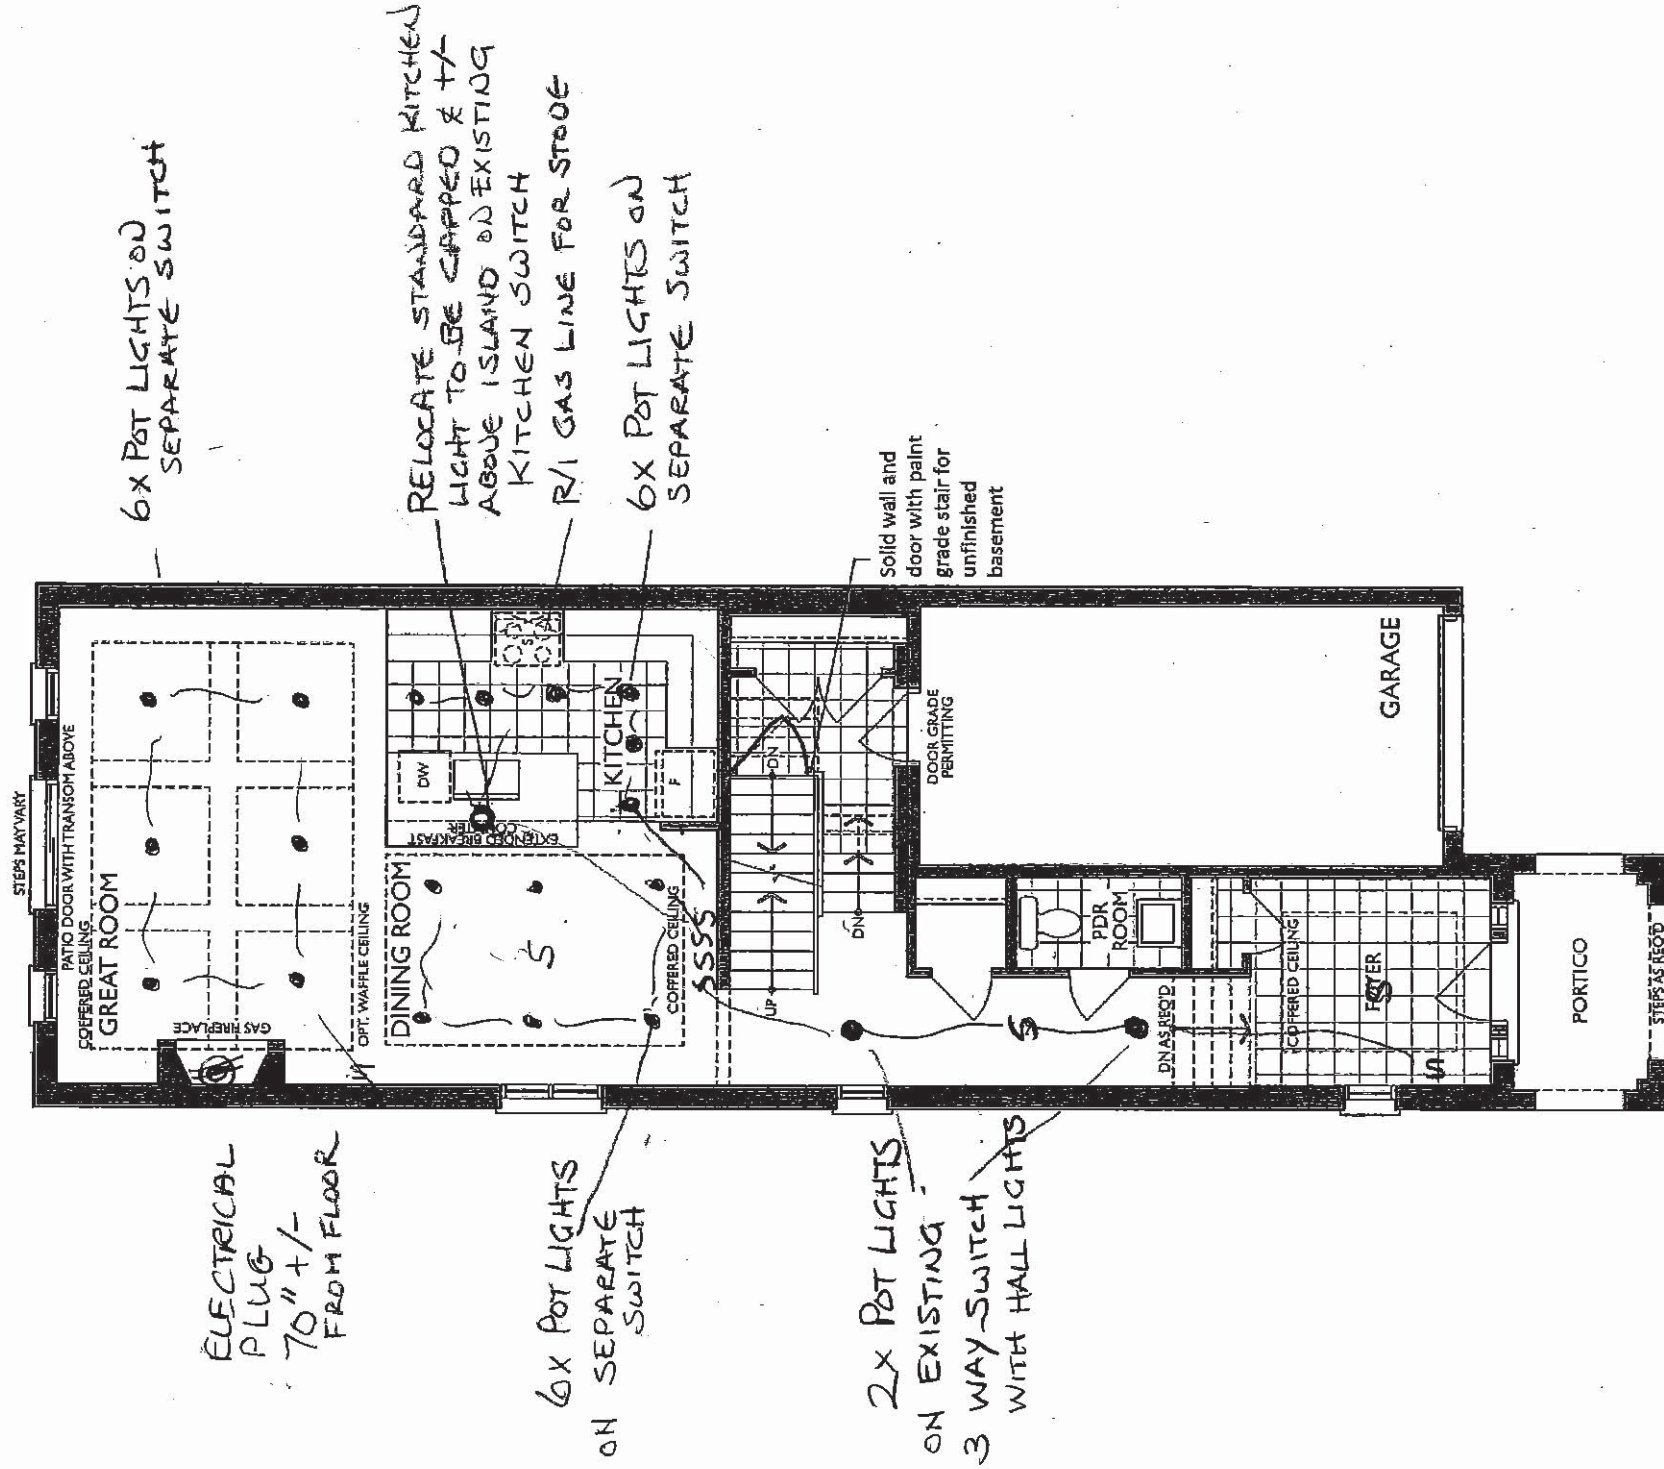 6X POT LIGHTS ON
SEPARATE SWITCH
RELOCATE STANDARD KITCHEN
LIGHT TO BE CAPPED & +/-
ABOVE ISLAND ON EXISTING
KITCHEN SWITCH
R/I GAS LINE FOR STOVE
6X POT LIGHTS ON
SEPARATE SWITCH
Solid wall and
door with paint
grade stair for
unfinished
basement
STEPS MAY VARY
PATIO DOOR WITH TRANSOM ABOVE
COFFERED CEILING
GREAT ROOM
GAS FIREPLACE
OPT. WAFFLE CEILING
DW
S
KITCHEN
F
EXTENDED BREAKFAST
COUNTER
DINING ROOM
S
COFFERED CEILING
SSSS
DN
UP
DN
DOOR GRADE
PERMITTING
GARAGE
PDR
ROOM
S
DN AS REQ'D
COFFERED CEILING
FOYER
S
S
PORTICO
STEPS AS REQ'D
ELECTRICAL
PLUG
70" +/-
FROM FLOOR
6X POT LIGHTS
ON SEPARATE
SWITCH
2X POT LIGHTS
ON EXISTING
3 WAY SWITCH
WITH HALL LIGHTS